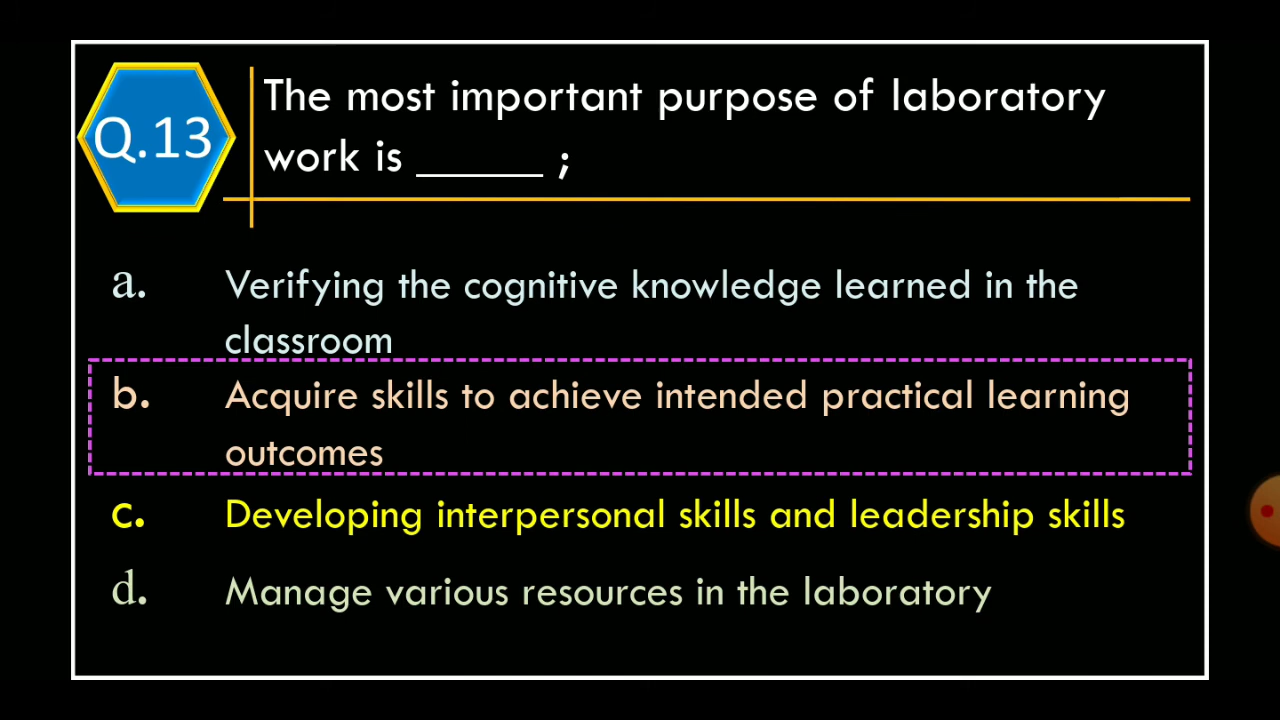 Q.13
The most important purpose of laboratory
work is ______ ;
a. Verifying the cognitive knowledge learned in the
classroom
b. Acquire skills to achieve intended practical learning
outcomes
c. Developing interpersonal skills and leadership skills
d. Manage various resources in the laboratory